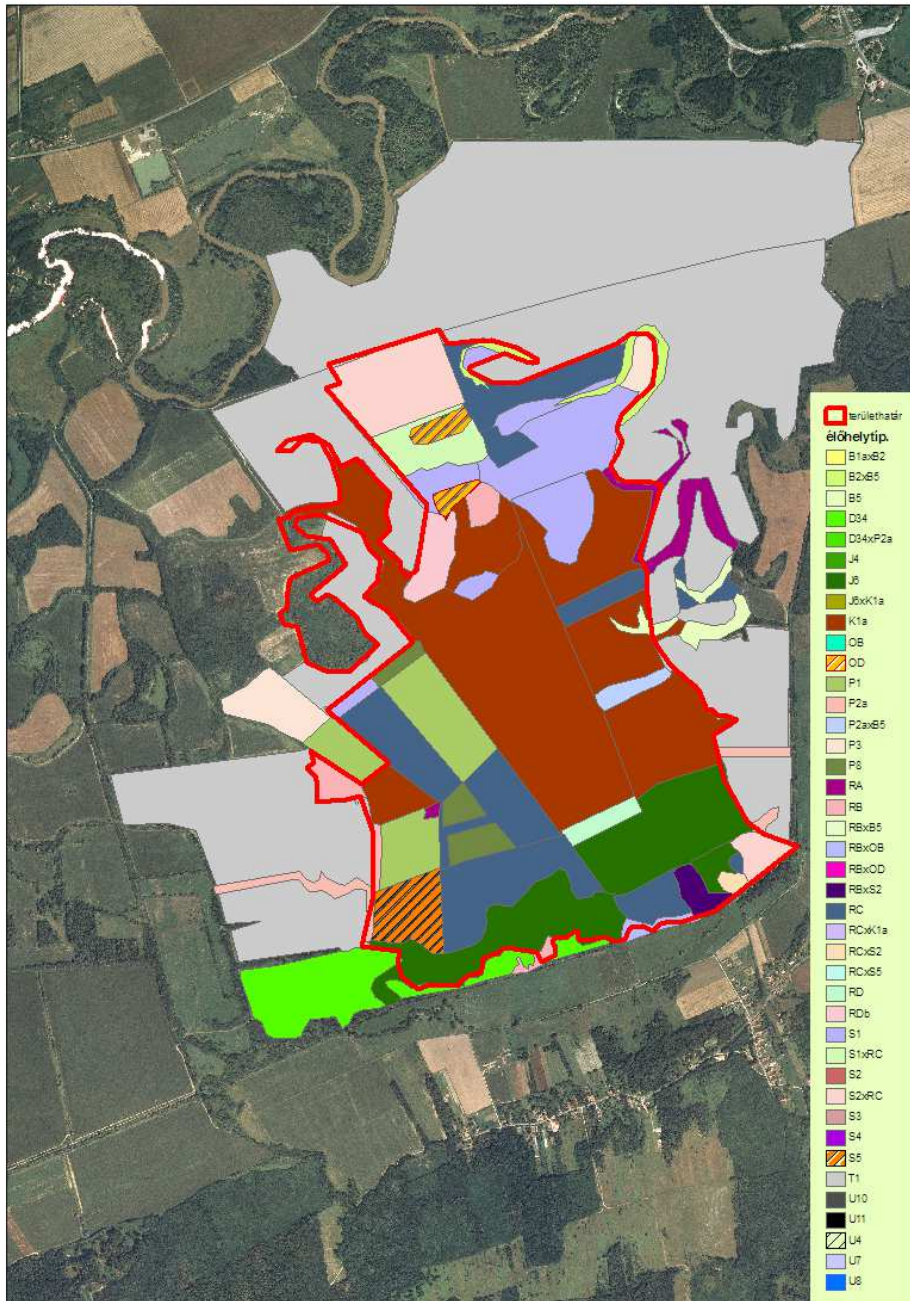 területhatár
élőhelytíp.
B1axB2
B2xB5
B5
D34
D34xP2a
J4
J6
J6xK1a
K1a
OB
OD
P1
P2a
P2axB5
P3
P8
RA
RB
RBxB5
RBxOB
RBxOD
RBxS2
RC
RCxK1a
RCxS2
RCxS5
RD
RDb
S1
S1xRC
S2
S2xRC
S3
S4
S5
T1
U10
U11
U4
U7
U8